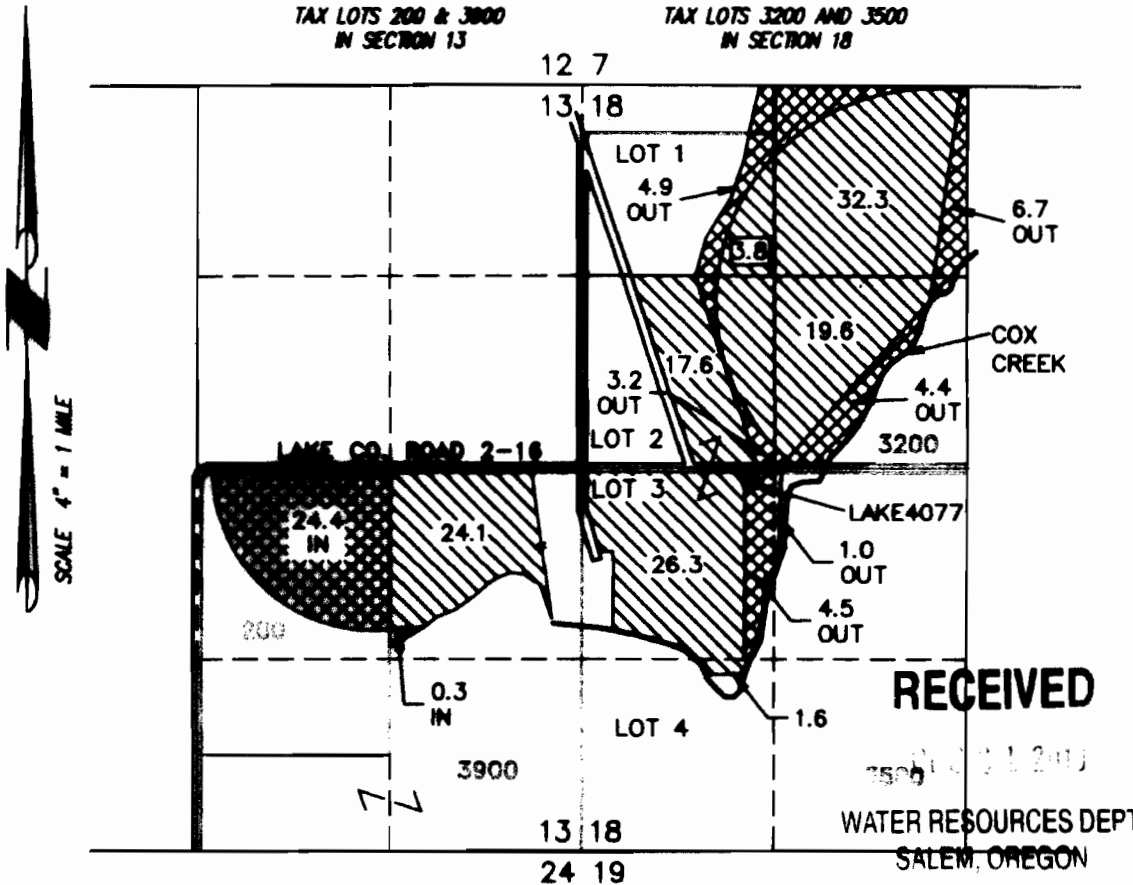 TAX LOTS 200 & 3900
IN SECTION 13
TAX LOTS 3200 AND 3500
IN SECTION 18
12 7
13 18
LOT 1
4.9
OUT
32.3
6.7
OUT
3.8
19.6
COX
CREEK
17.6
3.2
OUT
4.4
OUT
LOT 2
3200
LAKE CO. ROAD 2-16
LOT 3
LAKE4077
24.4
IN
24.1
26.3
1.0
OUT
4.5
OUT
200
0.3
IN
1.6
LOT 4
RECEIVED
3900
3500
WATER RESOURCES DEPT
SALEM, OREGON
13 18
24 19
SCALE 4" = 1 MILE